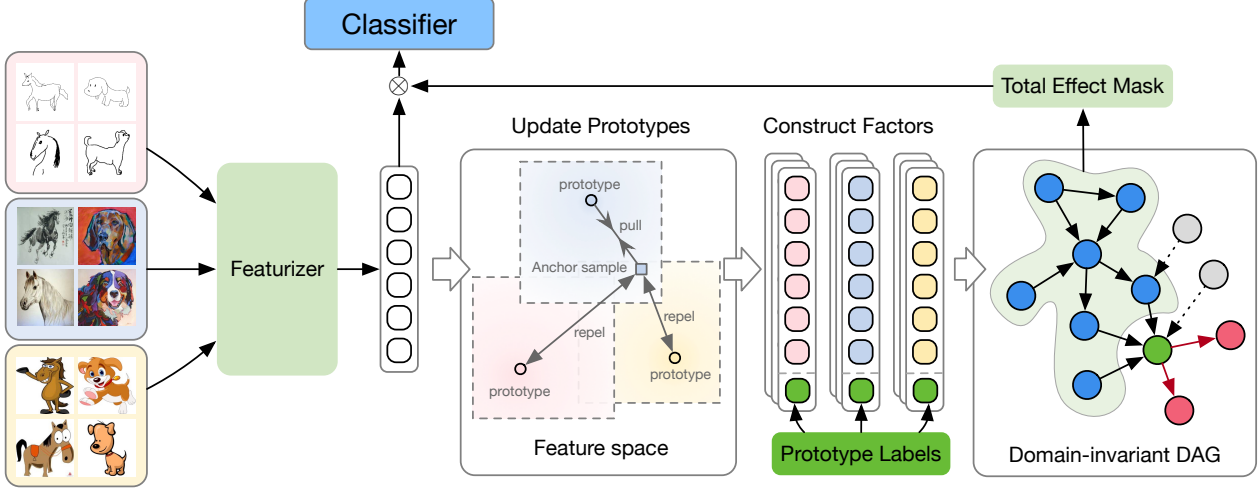 Classifier
Total Effect Mask
Update Prototypes
Construct Factors
prototype
pull
Featurizer
Anchor sample
repel
repel
prototype
prototype
Feature space
Prototype Labels
Domain-invariant DAG